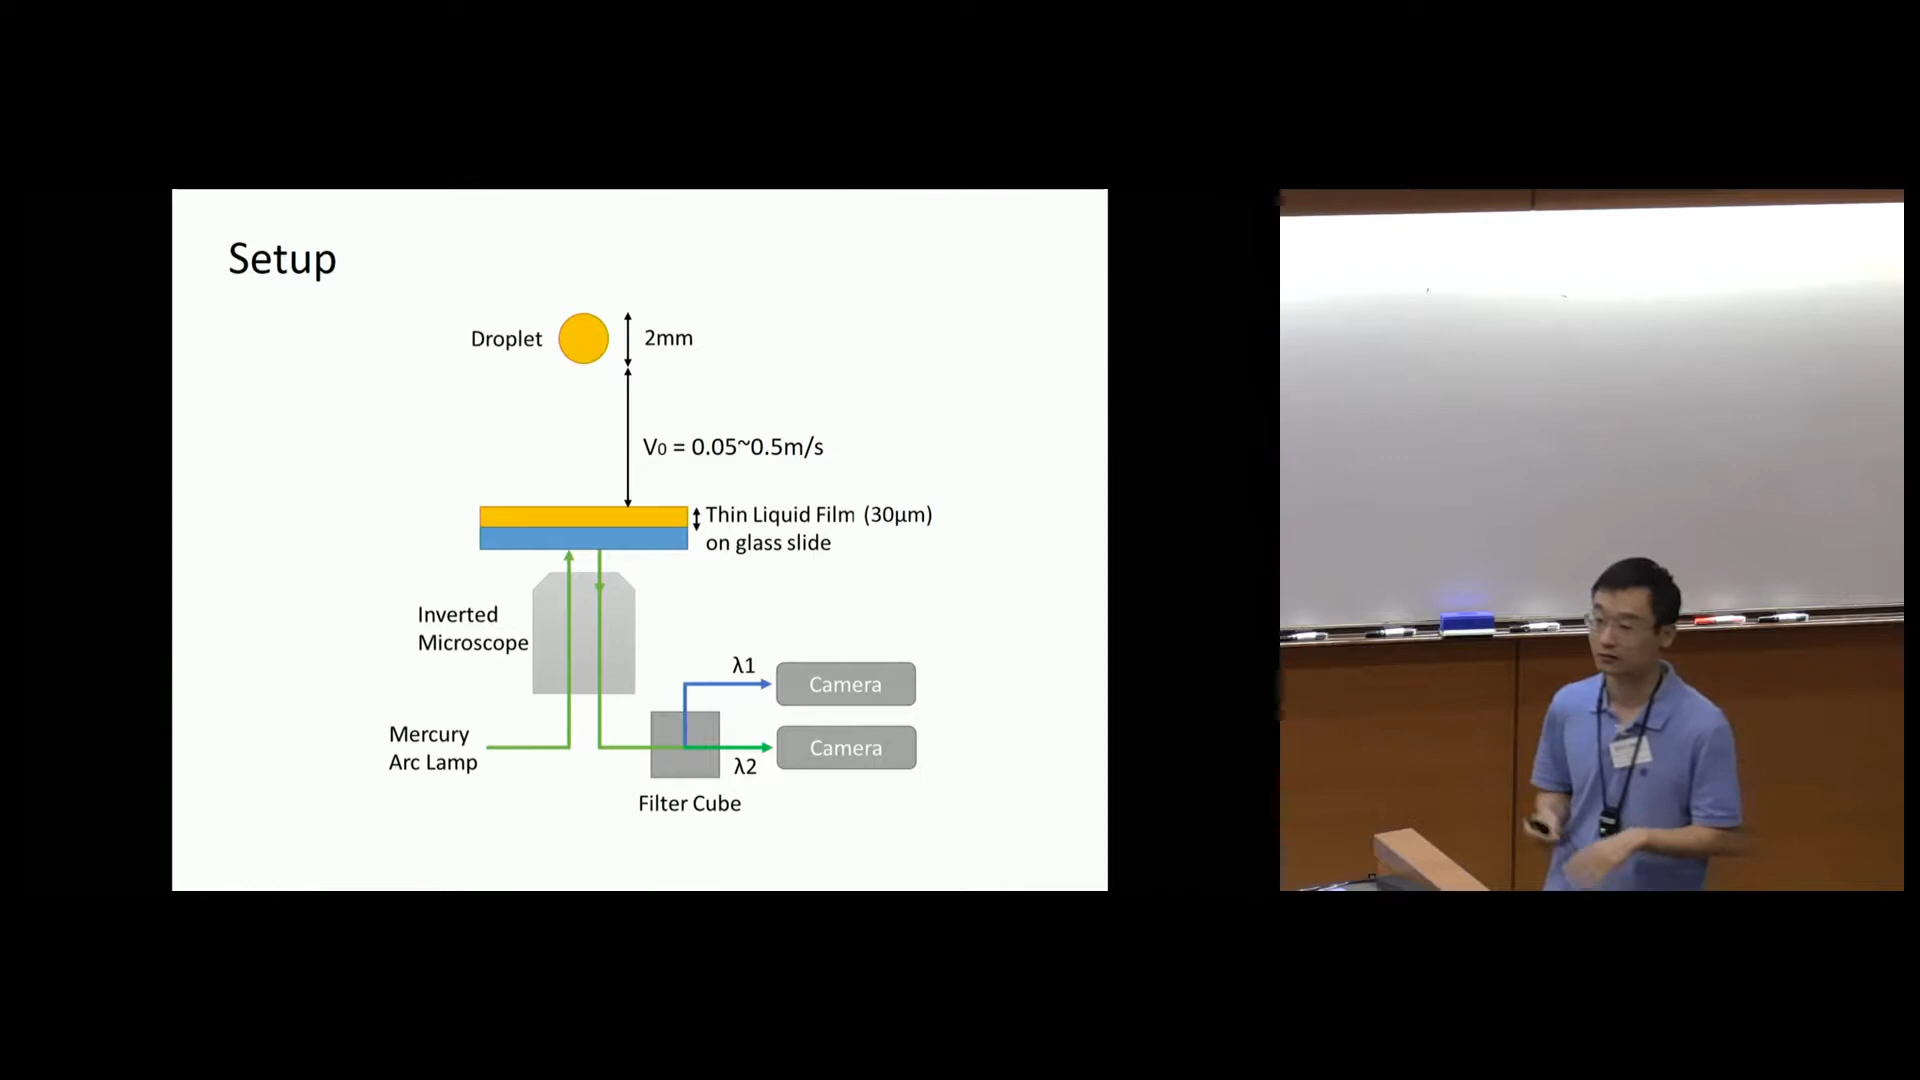 Setup
Droplet
2mm
V₀ = 0.05~0.5m/s
Thin Liquid Film (30μm)
on glass slide
Inverted
Microscope
λ1
Camera
Mercury
Arc Lamp
Camera
λ2
Filter Cube